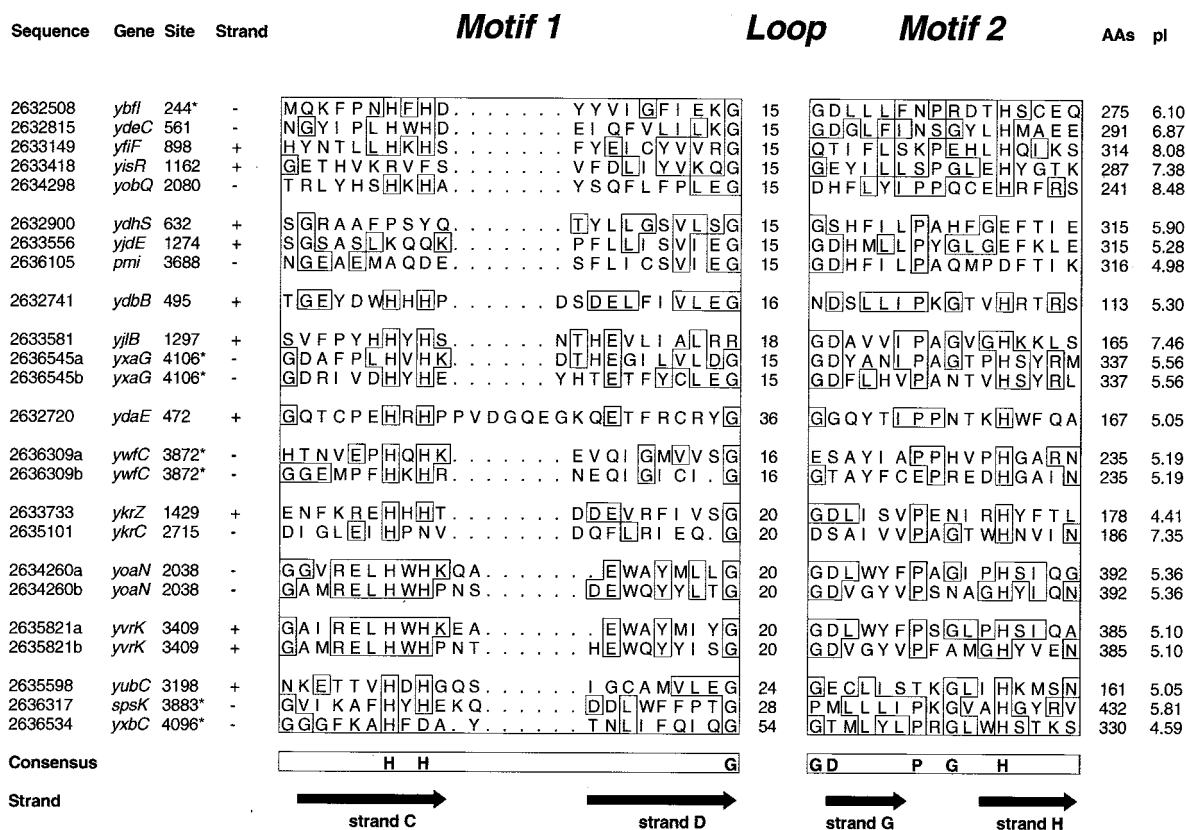 Sequence Gene Site Strand Motif 1 Loop Motif 2 AAs pI
2632508 ybfI 244* - MQKFPNHFHD.......YYVIGFIEKG 15 GDLLLFNPRDTHSCEQ 275 6.10
2632815 ydeC 561 - NGYIPLHWHD.......EIQFVLILKG 15 GDGLFINSGYLHMAEE 291 6.87
2633149 yfiF 898 + HYNTLLHKHS.......FYEICYVVRG 15 QTIFLSKPEHLHQIKS 314 8.08
2633418 yisR 1162 + GETHVKRVFS.......VFDLIYVKQG 15 GEYILLSPGLEHYGTK 287 7.38
2634298 yobQ 2080 - TRLYHSHKHA.......YSQFLFPLEG 15 DHFLYIPPQCEHRFRS 241 8.48
2632900 ydhS 632 + SGRAAFPSYQ.......TYLLGSVLSG 15 GSHFILPAHFGEFTIE 315 5.90
2633556 yjdE 1274 + SGSASLKQQK.......PFLLISVIEG 15 GDHMLLPYGLGEFKLE 315 5.28
2636105 pmi 3688 - NGEAEMAQDE.......SFLICSVIEG 15 GDHFILPAQMPDFTIK 316 4.98
2632741 ydbB 495 + TGEYDWHHHP......DSDELFIVLEG 16 NDSLLIPKGTVHRTRS 113 5.30
2633581 yjlB 1297 + SVFPYHHYHS......NTHEVLIALRR 18 GDAVVIPAGVGHKKLS 165 7.46
2636545a yxaG 4106* - GDAFPLHVHK......DTHEGILVLDG 15 GDYANIPAGTPHSYRM 337 5.56
2636545b yxaG 4106* - GDRIVDHYHE......YHTETFYCLEG 15 GDFLHVPANTVHSYRL 337 5.56
2632720 ydaE 472 + GQTCPEHRHPPVDGQEGKQETFRCRYG 36 GGQYTIPPNTKHWFQA 167 5.05
2636309a ywfC 3872* - HTNVEPHQHK.......EVQIGMVVSG 16 ESAYIAPPHVPHGARN 235 5.19
2636309b ywfC 3872* - GGEMPFHKHR.......NEQIGICI.G 16 GTAYFCEPREDHGAIN 235 5.19
2633733 ykrZ 1429 + ENFKREHHHT.......DDEVRFIVSG 20 GDLISVPENIRHYFTL 178 4.41
2635101 ykrC 2715 - DIGLEIHPNV.......DQFLRIEQ.G 20 DSAIVVPAGTWHNVIN 186 7.35
2634260a yoaN 2038 - GGVRELHWHKQA......EWAYMLLG 20 GDLWYFPAGIPHSIQG 392 5.36
2634260b yoaN 2038 - GAMRELHWHPNS.....DEWQYYLTG 20 GDVGYVPSNAGHYIQN 392 5.36
2635821a yvrK 3409 + GAIRELHWHKEA......EWAYMIYG 20 GDLWYFPSGLPHSIQA 385 5.10
2635821b yvrK 3409 + GAMRELHWHPNT.....HEWQYYISG 20 GDVGYVPFAMGHYVEN 385 5.10
2635598 yubC 3198 + NKETTVHDHGQS.....IGCAMVLEG 24 GECLISTKGLIHKMSN 161 5.05
2636317 spsK 3883* - GVIKAFHYHEKQ.....DDLWFFPTG 28 PMLLLIPKGVAHGYRV 432 5.81
2636534 yxbC 4096* - GGGFKAHFDA.Y.....TNLIFQIQG 54 GTMLYLPRGLWHSTKS 330 4.59
Consensus H H G GD P G H
Strand
strand C strand D strand G strand H